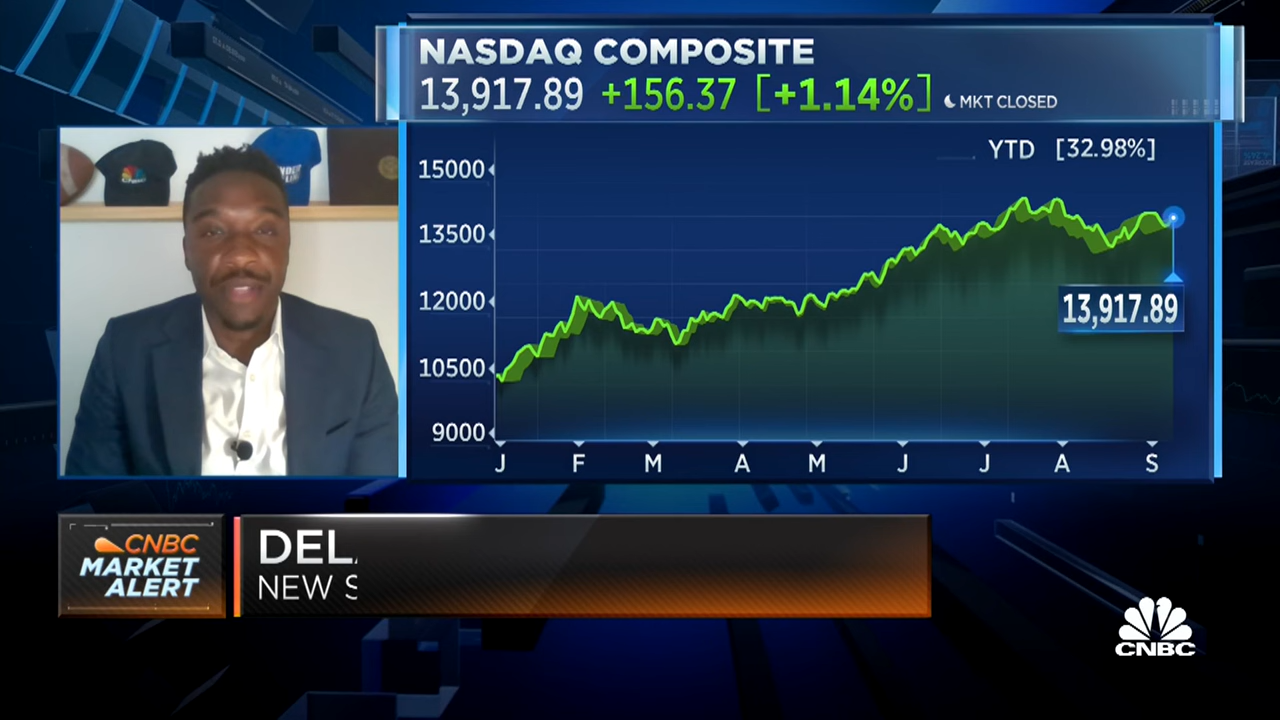 NASDAQ COMPOSITE
13,917.89 +156.37 [+1.14%] MKT CLOSED
YTD [32.98%]
15000
13500
12000
10500
9000
13,917.89
J F M A M J J A S
CNBC
MARKET
ALERT
DEL
NEW S
CNBC